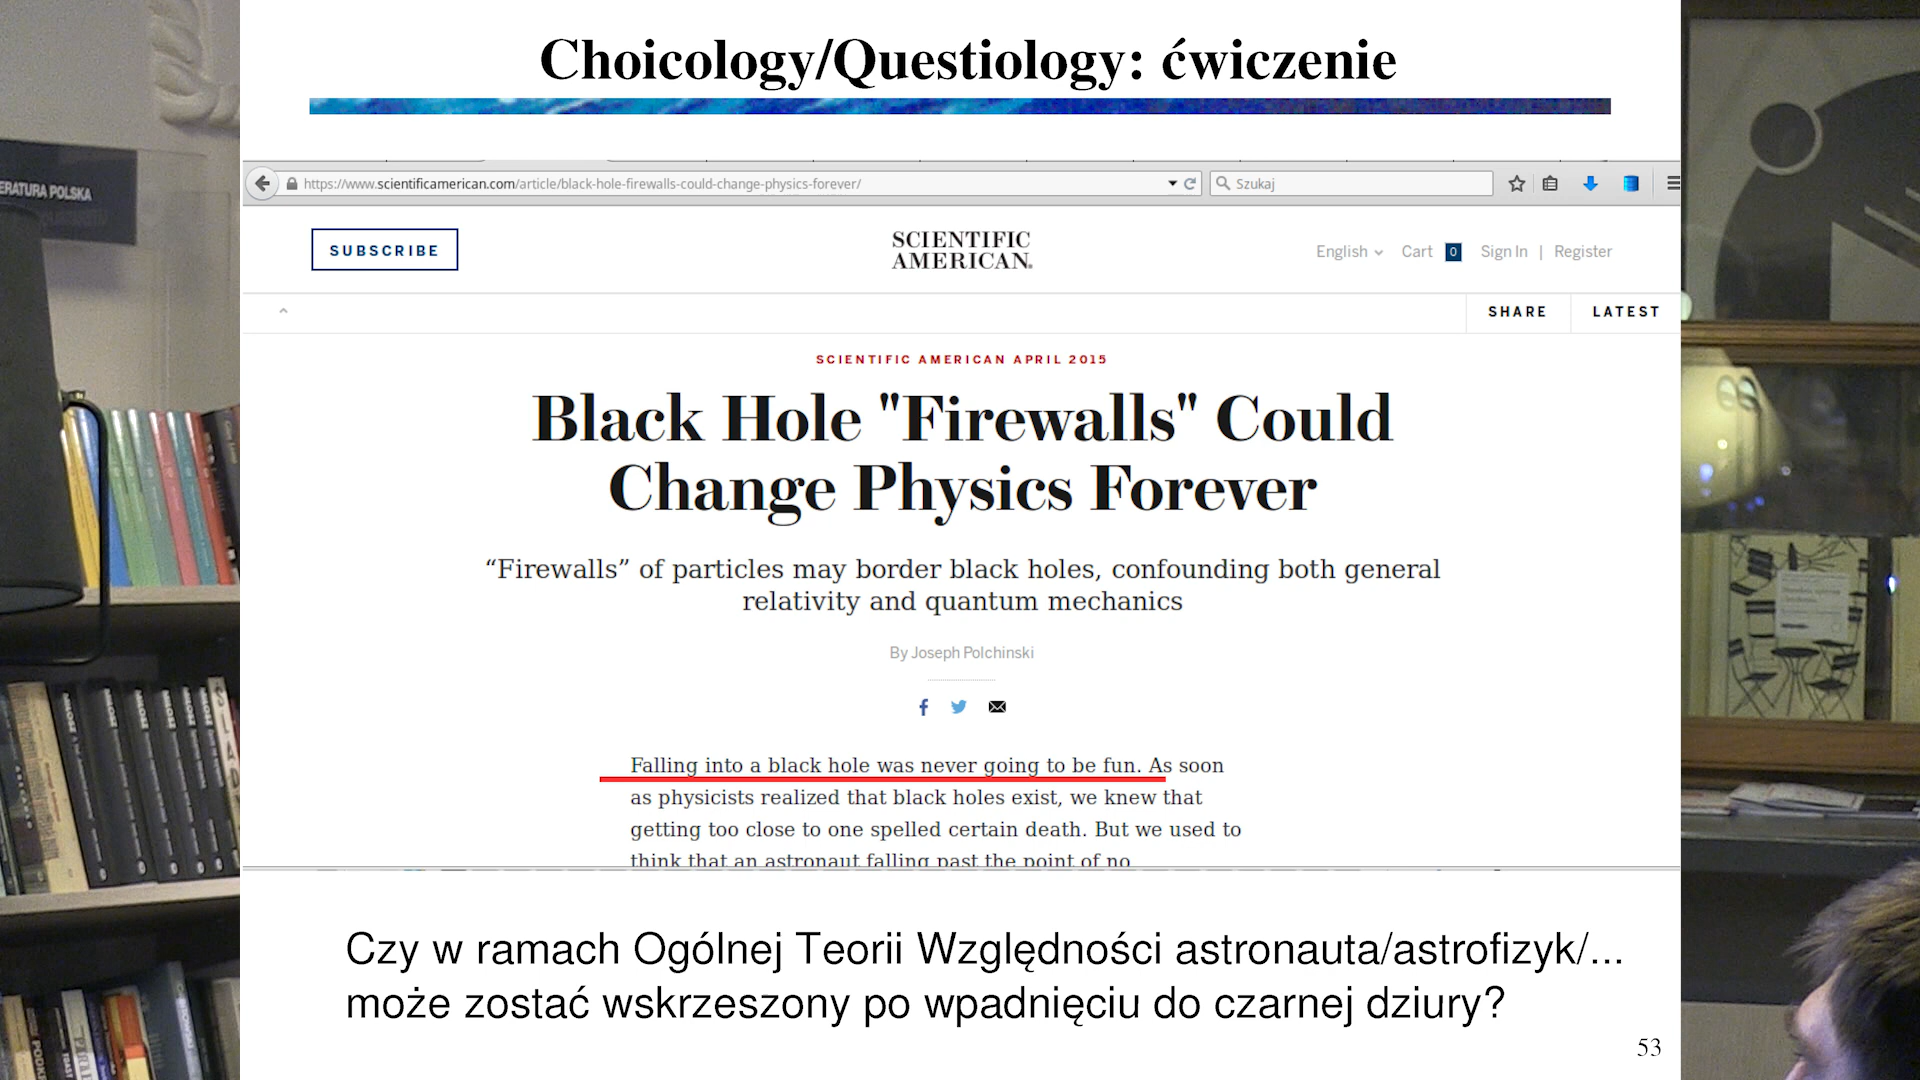 Choicology/Questiology: ćwiczenie
ERATURA POLSKA
https://www.scientificamerican.com/article/black-hole-firewalls-could-change-physics-forever/
Szukaj
SUBSCRIBE
SCIENTIFIC
AMERICAN
English
Cart 0
Sign In | Register
SHARE
LATEST
SCIENTIFIC AMERICAN APRIL 2015
Black Hole "Firewalls" Could
Change Physics Forever
“Firewalls” of particles may border black holes, confounding both general
relativity and quantum mechanics
By Joseph Polchinski
Falling into a black hole was never going to be fun. As soon
as physicists realized that black holes exist, we knew that
getting too close to one spelled certain death. But we used to
think that an astronaut falling past the point of no
Czy w ramach Ogólnej Teorii Względności astronauta/astrofizyk/...
może zostać wskrzeszony po wpadnięciu do czarnej dziury?
53